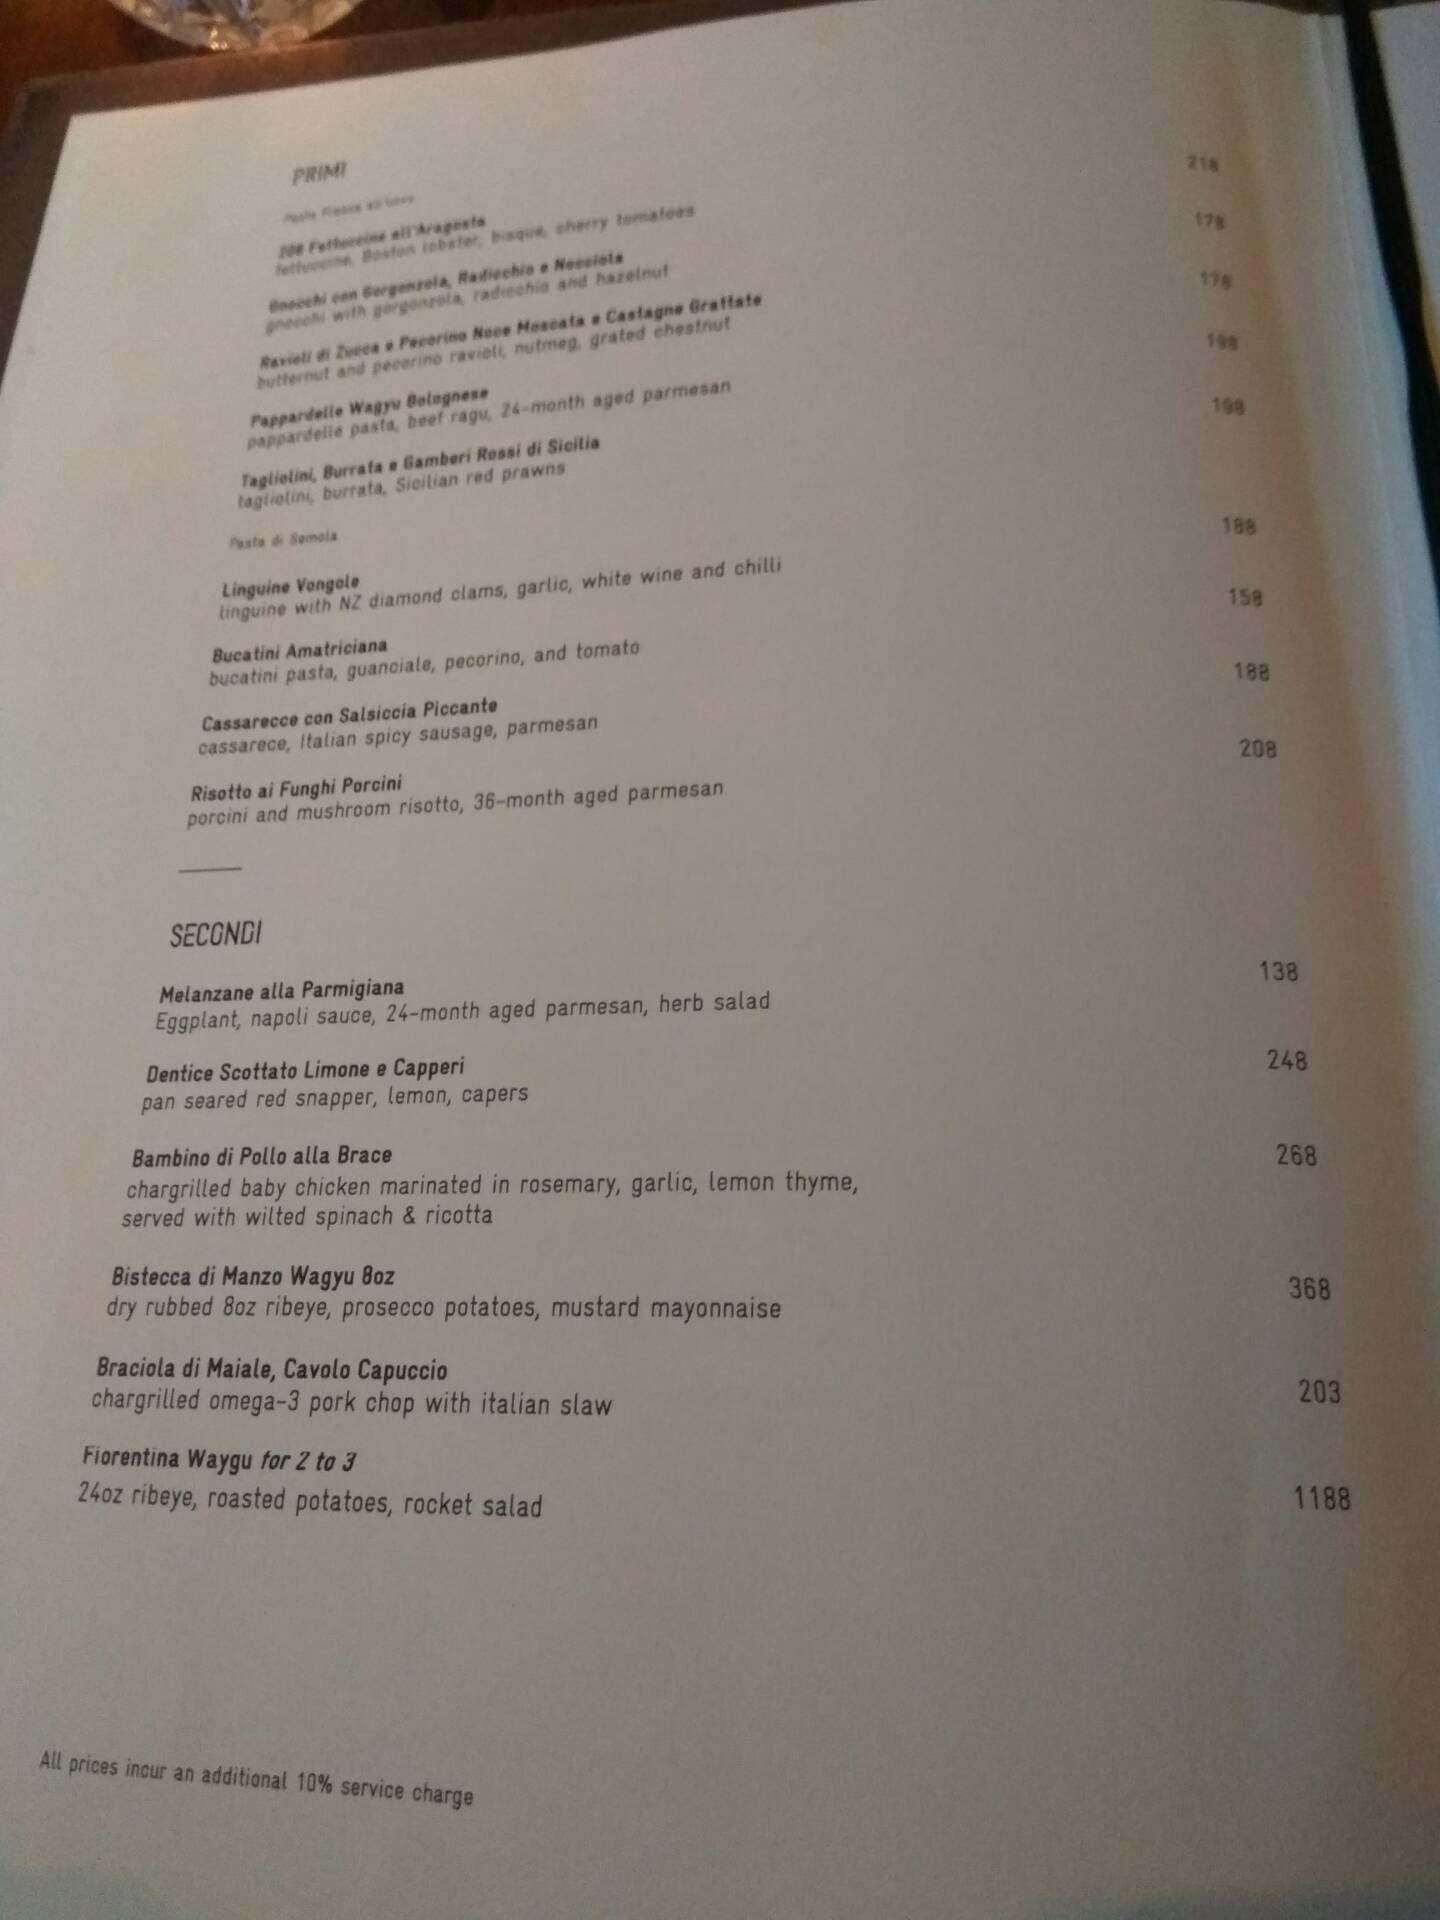 PRIMI
Pasta Fresca all'uovo
208 Fettuccine all'Aragosta 218
fettuccine, Boston lobster, bisque, cherry tomatoes
Gnocchi con Gorgonzola, Radicchio e Nocciola 178
gnocchi with gorgonzola, radicchio and hazelnut
Ravioli di Zucca e Pecorino Noce Moscata e Castagne Grattate 178
butternut and pecorino ravioli, nutmeg, grated chestnut
Pappardelle Wagyu Bolognese 198
pappardelle pasta, beef ragu, 24-month aged parmesan
Tagliolini, Burrata e Gamberi Rossi di Sicilia 198
tagliolini, burrata, Sicilian red prawns
Pasta di Semola
Linguine Vongole 188
linguine with NZ diamond clams, garlic, white wine and chilli
Bucatini Amatriciana 158
bucatini pasta, guanciale, pecorino, and tomato
Cassarecce con Salsiccia Piccante 188
cassarece, Italian spicy sausage, parmesan
Risotto ai Funghi Porcini 208
porcini and mushroom risotto, 36-month aged parmesan
SECONDI
Melanzane alla Parmigiana 138
Eggplant, napoli sauce, 24-month aged parmesan, herb salad
Dentice Scottato Limone e Capperi 248
pan seared red snapper, lemon, capers
Bambino di Pollo alla Brace 268
chargrilled baby chicken marinated in rosemary, garlic, lemon thyme,
served with wilted spinach & ricotta
Bistecca di Manzo Wagyu 8oz 368
dry rubbed 8oz ribeye, prosecco potatoes, mustard mayonnaise
Braciola di Maiale, Cavolo Capuccio 203
chargrilled omega-3 pork chop with italian slaw
Fiorentina Waygu for 2 to 3 1188
24oz ribeye, roasted potatoes, rocket salad
All prices incur an additional 10% service charge